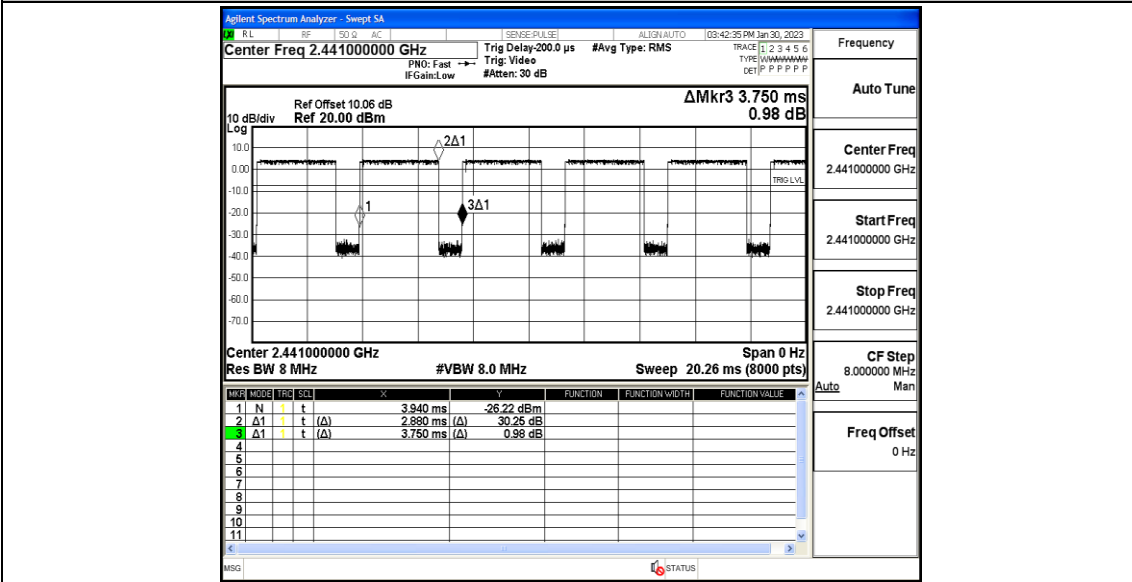 Agilent Spectrum Analyzer - Swept SA
RL RF 50 Ω AC SENSE:PULSE ALIGN AUTO 03:42:35 PM Jan 30, 2023
Center Freq 2.441000000 GHz Trig Delay-200.0 µs #Avg Type: RMS TRACE 1 2 3 4 5 6
PNO: Fast Trig: Video TYPE
IFGain:Low #Atten: 30 dB DET P P P P P P
ΔMkr3 3.750 ms
0.98 dB
Ref Offset 10.06 dB
10 dB/div Ref 20.00 dBm
Log
10.0
0.00
-10.0
-20.0
-30.0
-40.0
-50.0
-60.0
-70.0
2Δ1
TRIG LVL
1
3Δ1
Center 2.441000000 GHz Span 0 Hz
Res BW 8 MHz #VBW 8.0 MHz Sweep 20.26 ms (8000 pts)
MKR MODE TRC SCL X Y FUNCTION FUNCTION WIDTH FUNCTION VALUE
1 N t 3.940 ms -26.22 dBm
2 Δ1 t (Δ) 2.880 ms (Δ) 30.25 dB
3 Δ1 t (Δ) 3.750 ms (Δ) 0.98 dB
4
5
6
7
8
9
10
11
MSG STATUS
Frequency
Auto Tune
Center Freq
2.441000000 GHz
Start Freq
2.441000000 GHz
Stop Freq
2.441000000 GHz
CF Step
8.000000 MHz
Auto Man
Freq Offset
0 Hz